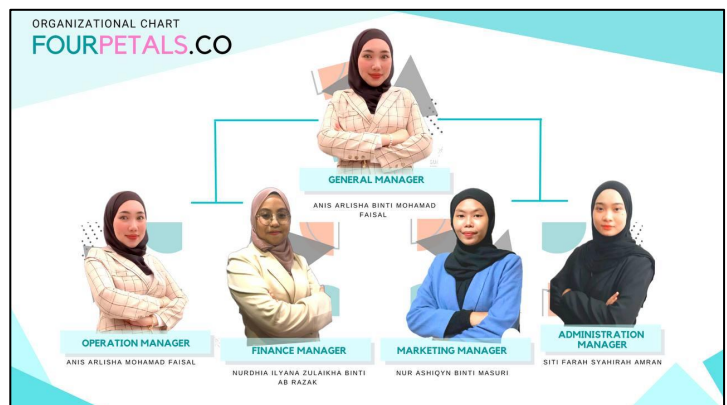 ORGANIZATIONAL CHART
FOURPETALS.CO
GENERAL MANAGER
ANIS ARLISHA BINTI MOHAMAD
FAISAL
OPERATION MANAGER
ANIS ARLISHA MOHAMAD FAISAL
FINANCE MANAGER
NURDHIA ILYANA ZULAIKHA BINTI
AB RAZAK
MARKETING MANAGER
NUR ASHIQYN BINTI MASURI
ADMINISTRATION
MANAGER
SITI FARAH SYAHIRAH AMRAN